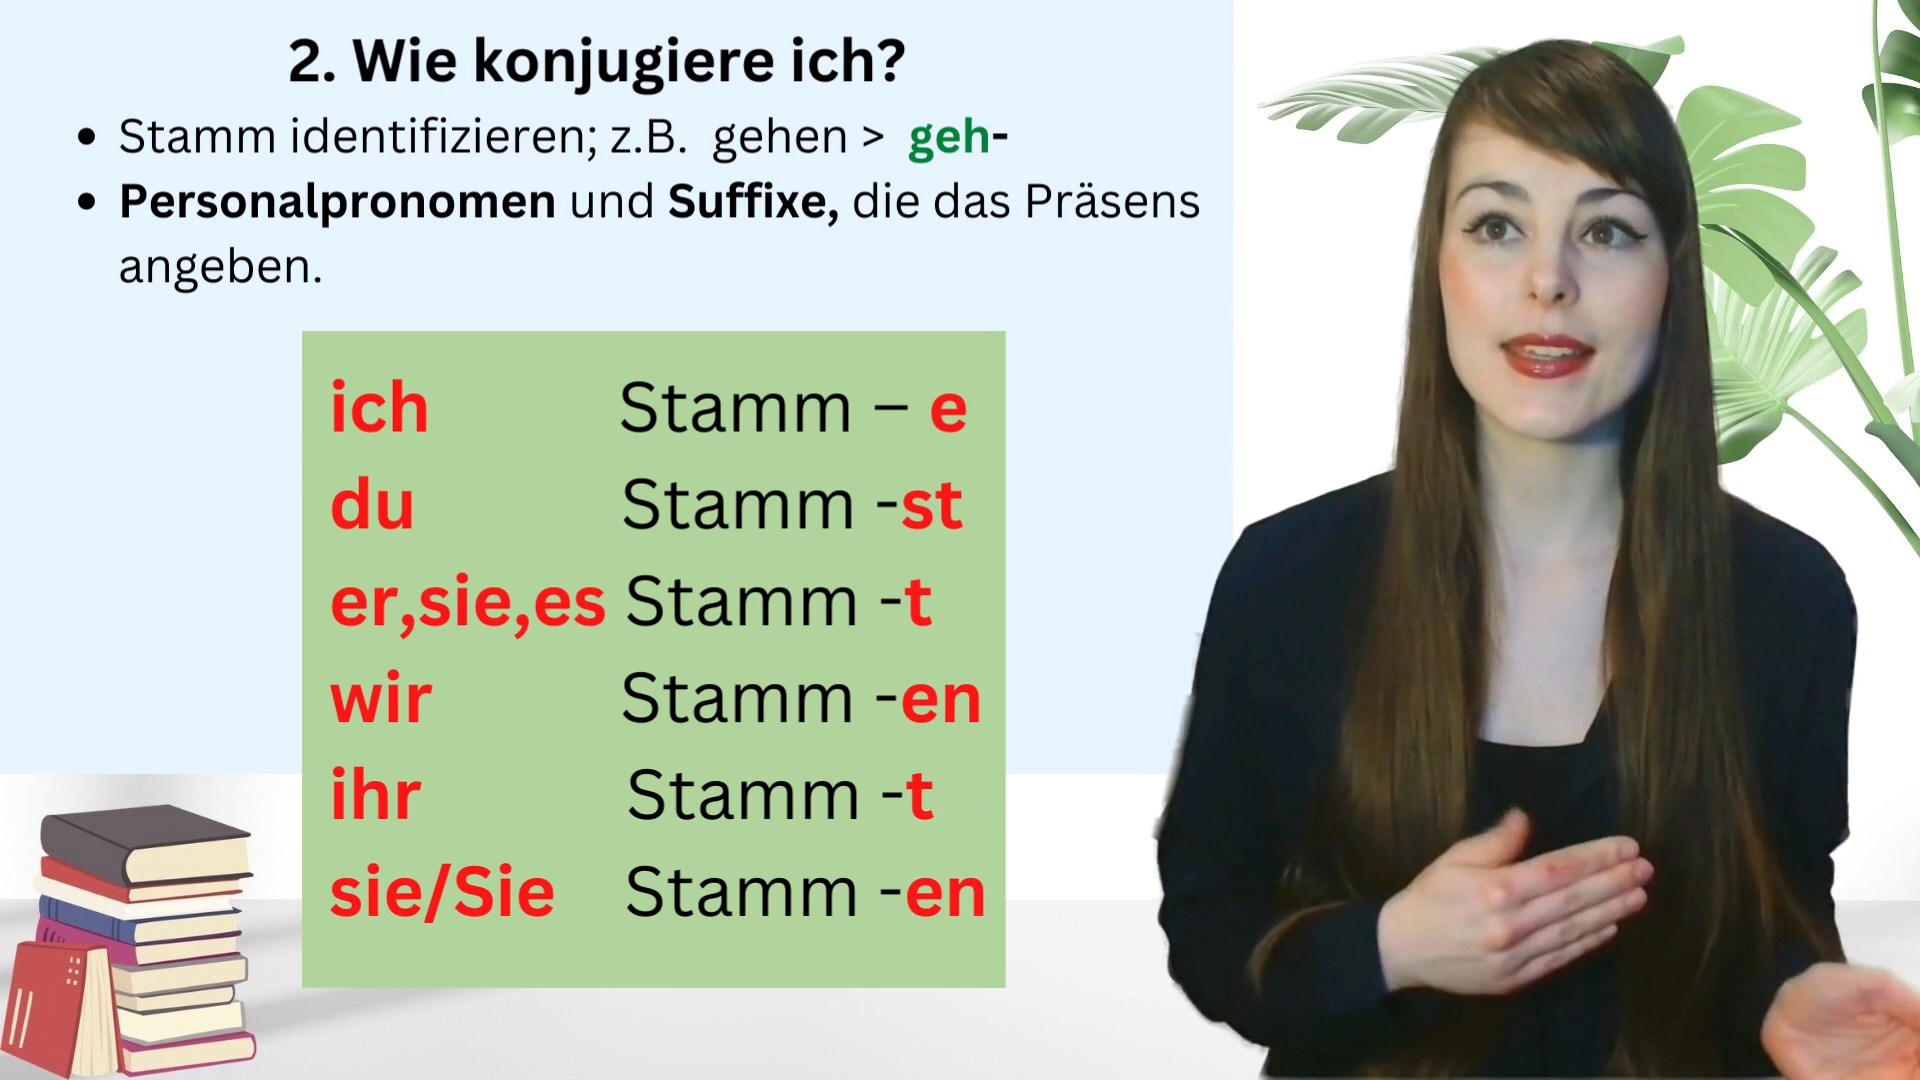 2. Wie konjugiere ich?
• Stamm identifizieren; z.B. gehen > geh-
• Personalpronomen und Suffixe, die das Präsens
angeben.
ich Stamm – e
du Stamm -st
er,sie,es Stamm -t
wir Stamm -en
ihr Stamm -t
sie/Sie Stamm -en